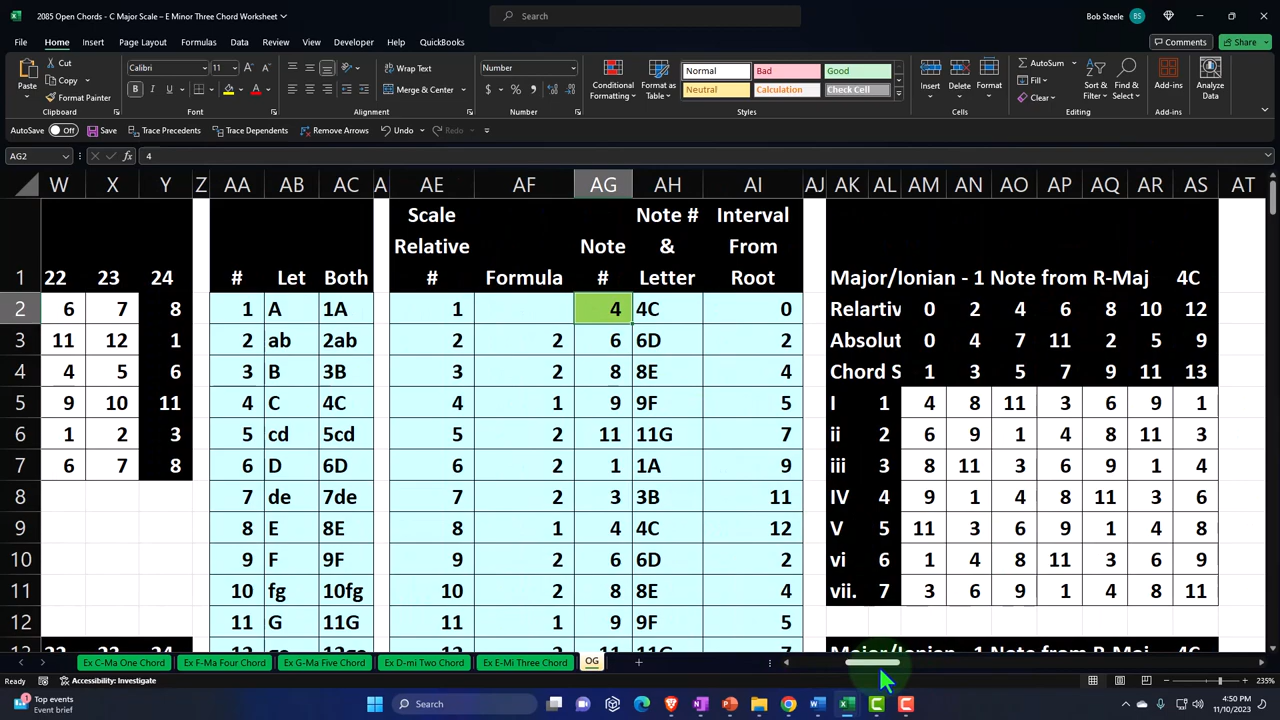 2085 Open Chords - C Major Scale – E Minor Three Chord Worksheet
Search
Bob Steele BS
File Home Insert Page Layout Formulas Data Review View Developer Help QuickBooks
Comments Share
Paste Cut Copy Format Painter
Calibri 11
Wrap Text
Merge & Center
Number
Conditional Formatting
Format as Table
Normal Bad Good
Neutral Calculation Check Cell
Insert Delete Format
AutoSum Fill Clear
Sort & Filter
Find & Select
Add-ins
Analyze Data
Clipboard Font Alignment Number Styles Cells Editing Add-ins
AutoSave Off Save Trace Precedents Trace Dependents Remove Arrows Undo Redo
AG2 fx 4
W X Y Z AA AB AC A AE AF AG AH AI AJ AK AL AM AN AO AP AQ AR AS AT
Scale Relative #
Formula
Note #
Note # & Letter
Interval From Root
1 22 23 24 # Let Both Major/Ionian - 1 Note from R-Maj 4C
2 6 7 8 1 A 1A 1 4 4C 0 Relartiv 0 2 4 6 8 10 12
3 11 12 1 2 ab 2ab 2 2 6 6D 2 Absolut 0 4 7 11 2 5 9
4 4 5 6 3 B 3B 3 2 8 8E 4 Chord S 1 3 5 7 9 11 13
5 9 10 11 4 C 4C 4 1 9 9F 5 I 1 4 8 11 3 6 9 1
6 1 2 3 5 cd 5cd 5 2 11 11G 7 ii 2 6 9 1 4 8 11 3
7 6 7 8 6 D 6D 6 2 1 1A 9 iii 3 8 11 3 6 9 1 4
8 7 de 7de 7 2 3 3B 11 IV 4 9 1 4 8 11 3 6
9 8 E 8E 8 1 4 4C 12 V 5 11 3 6 9 1 4 8
10 9 F 9F 9 2 6 6D 2 vi 6 1 4 8 11 3 6 9
11 10 fg 10fg 10 2 8 8E 4 vii. 7 3 6 9 1 4 8 11
12 11 G 11G 11 1 9 9F 5
Major/Ionian - 1 Note from R-Maj 4C
Ex C-Ma One Chord Ex F-Ma Four Chord Ex G-Ma Five Chord Ex D-mi Two Chord Ex E-Mi Three Chord OG
Ready Accessibility: Investigate 235%
Top events
Event brief
Search
4:50 PM
11/10/2023